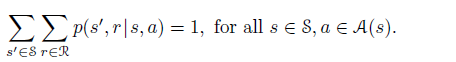 ∑ ∑ p(s′, r|s, a) = 1, for all s ∈ 𝒮, a ∈ 𝒜(s).
s′∈𝒮 r∈ℛ